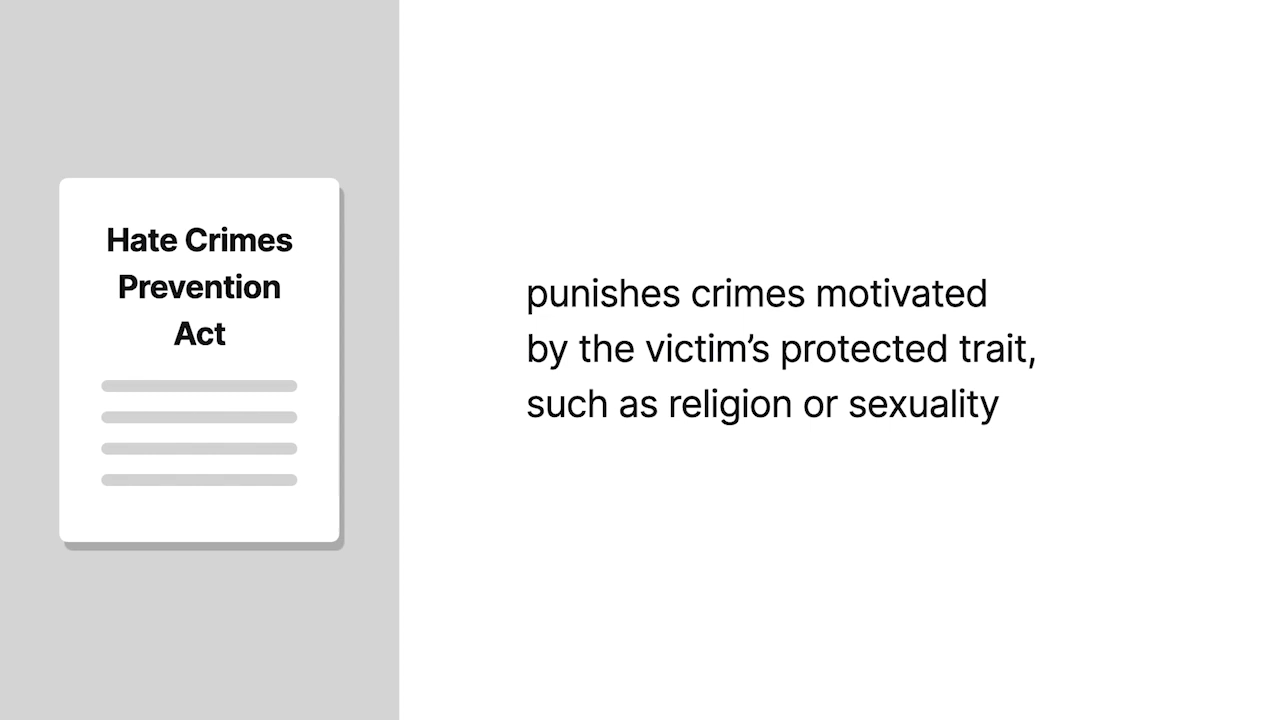 Hate Crimes
Prevention
Act
punishes crimes motivated
by the victim’s protected trait,
such as religion or sexuality